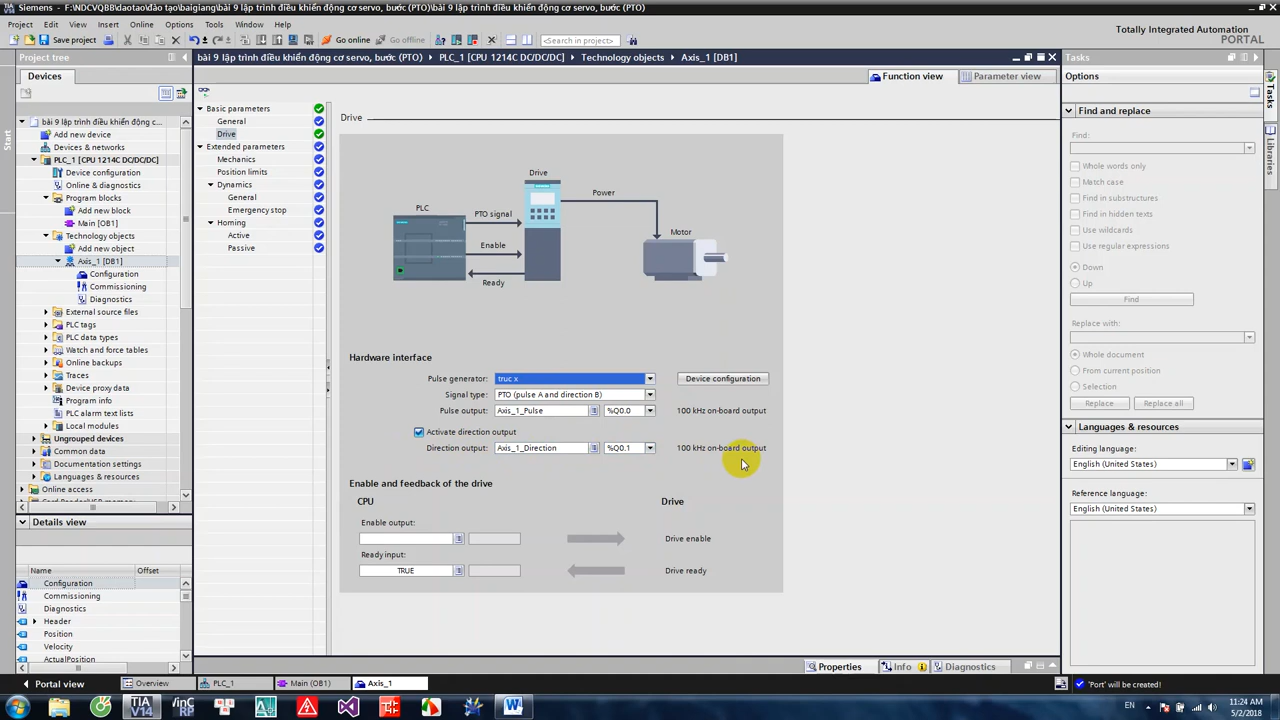 Siemens - F:\NDCVQBB\daotao\đào tạo\baigiang\bài 9 lập trình điều khiển động cơ servo, bước (PTO)\bài 9 lập trình điều khiển động cơ servo, bước (PTO)
Project Edit View Insert Online Options Tools Window Help
Totally Integrated Automation
PORTAL
Save project
Go online
Go offline
<Search in project>
Project tree
bài 9 lập trình điều khiển động cơ servo, bước (PTO) PLC_1 [CPU 1214C DC/DC/DC] Technology objects Axis_1 [DB1]
Tasks
Devices
Function view
Parameter view
Options
Start
bài 9 lập trình điều khiển động c...
Add new device
Devices & networks
PLC_1 [CPU 1214C DC/DC/DC]
Device configuration
Online & diagnostics
Program blocks
Add new block
Main [OB1]
Technology objects
Add new object
Axis_1 [DB1]
Configuration
Commissioning
Diagnostics
External source files
PLC tags
PLC data types
Watch and force tables
Online backups
Traces
Device proxy data
Program info
PLC alarm text lists
Local modules
Ungrouped devices
Common data
Documentation settings
Languages & resources
Online access
Details view
Name Offset
Configuration
Commissioning
Diagnostics
Header
Position
Velocity
ActualPosition
Basic parameters
General
Drive
Extended parameters
Mechanics
Position limits
Dynamics
General
Emergency stop
Homing
Active
Passive
Drive
Drive
PLC
PTO signal
Power
Motor
Enable
Ready
Hardware interface
Pulse generator: truc x Device configuration
Signal type: PTO (pulse A and direction B)
Pulse output: Axis_1_Pulse %Q0.0 100 kHz on-board output
Activate direction output
Direction output: Axis_1_Direction %Q0.1 100 kHz on-board output
Enable and feedback of the drive
CPU Drive
Enable output:
Drive enable
Ready input:
TRUE Drive ready
Find and replace
Find:
Whole words only
Match case
Find in substructures
Find in hidden texts
Use wildcards
Use regular expressions
Down
Up
Find
Replace with:
Whole document
From current position
Selection
Replace Replace all
Languages & resources
Editing language:
English (United States)
Reference language:
English (United States)
Tasks
Libraries
Properties Info Diagnostics
Portal view Overview PLC_1 Main (OB1) Axis_1
'Port' will be created!
EN
11:24 AM
5/2/2018